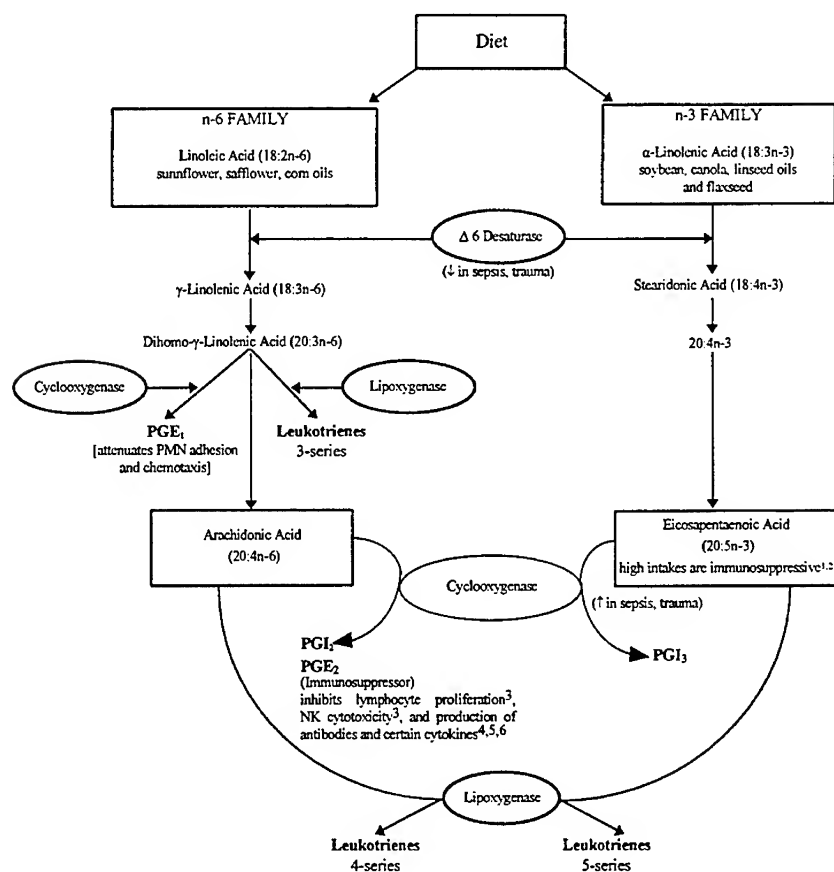 Diet
n-6 FAMILY
Linoleic Acid (18:2n-6)
sunnflower, safflower, corn oils
n-3 FAMILY
α-Linolenic Acid (18:3n-3)
soybean, canola, linseed oils
and flaxseed
Δ 6 Desaturase
(↓ in sepsis, trauma)
γ-Linolenic Acid (18:3n-6)
Stearidonic Acid (18:4n-3)
Dihomo-γ-Linolenic Acid (20:3n-6)
20:4n-3
Cyclooxygenase
Lipoxygenase
PGE₁
[attenuates PMN adhesion
and chemotaxis]
Leukotrienes
3-series
Arachidonic Acid
(20:4n-6)
Eicosapentaenoic Acid
(20:5n-3)
high intakes are immunosuppressive¹,²
Cyclooxygenase
(↑ in sepsis, trauma)
PGI₂
PGE₂
(Immunosuppressor)
inhibits lymphocyte proliferation³,
NK cytotoxicity³, and production of
antibodies and certain cytokines⁴,⁵,⁶
PGI₃
Lipoxygenase
Leukotrienes
4-series
Leukotrienes
5-series